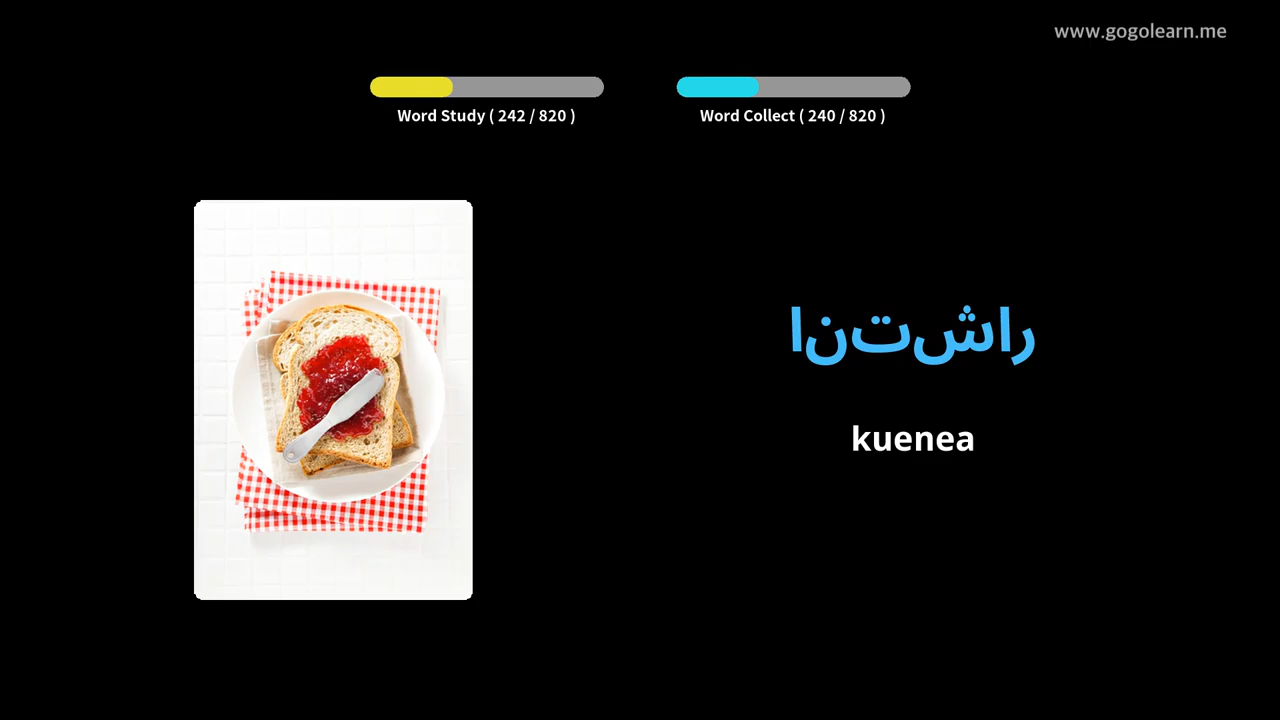 www.gogolearn.me
Word Study ( 242 / 820 )
Word Collect ( 240 / 820 )
انتشار
kuenea